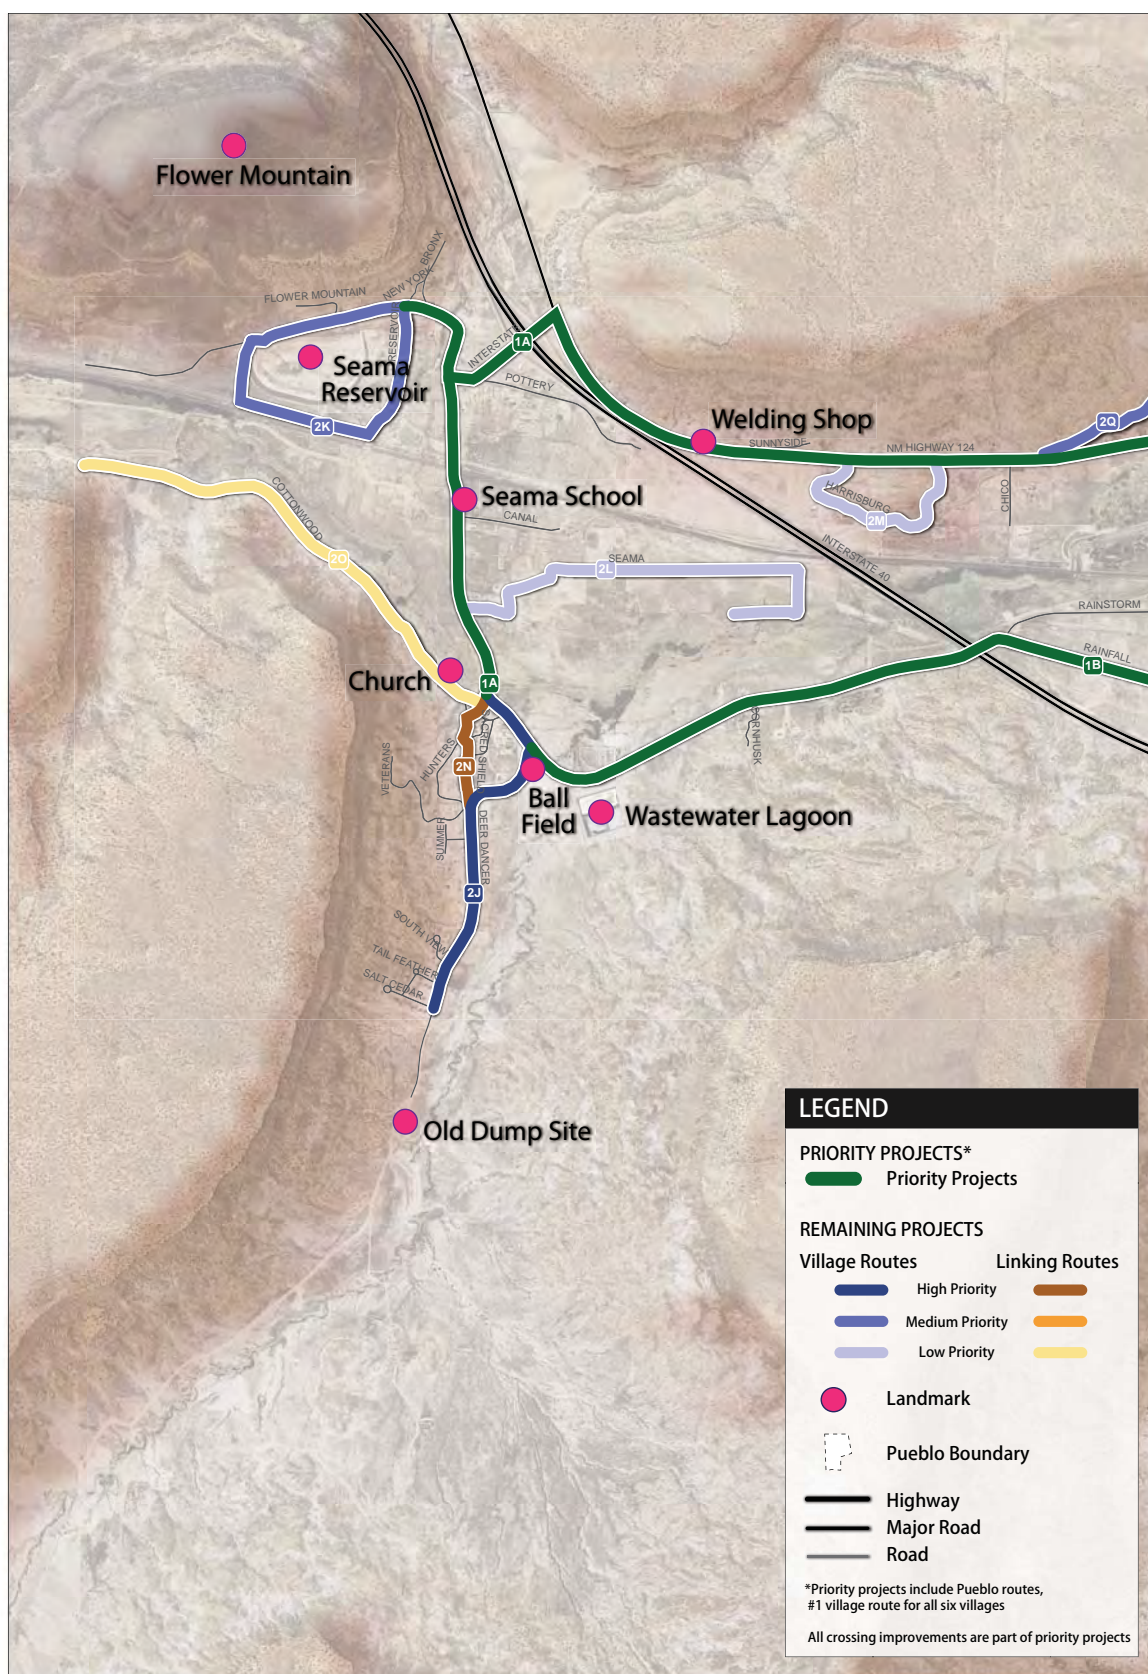 Flower Mountain
BRONX
NEW YORK
FLOWER MOUNTAIN
RESERVOIR
INTERSTATE
1A
POTTERY
Seama
Reservoir
2K
Welding Shop
SUNNYSIDE
NM HIGHWAY 124
2Q
HARRISBURG
2M
CHICO
COTTONWOOD
Seama School
CANAL
INTERSTATE 40
2O
SEAMA
2L
RAINSTORM
RAINFALL
1B
Church
1A
CORNHUSK
SACRED SHIELD
HUNTERS
VETERANS
2N
Ball
Field
Wastewater Lagoon
SUMMER
DEER DANCER
2J
SOUTH VIEW
TAIL FEATHER
SALT CEDAR
Old Dump Site
LEGEND
PRIORITY PROJECTS*
Priority Projects
REMAINING PROJECTS
Village Routes Linking Routes
High Priority
Medium Priority
Low Priority
Landmark
Pueblo Boundary
Highway
Major Road
Road
*Priority projects include Pueblo routes,
#1 village route for all six villages
All crossing improvements are part of priority projects